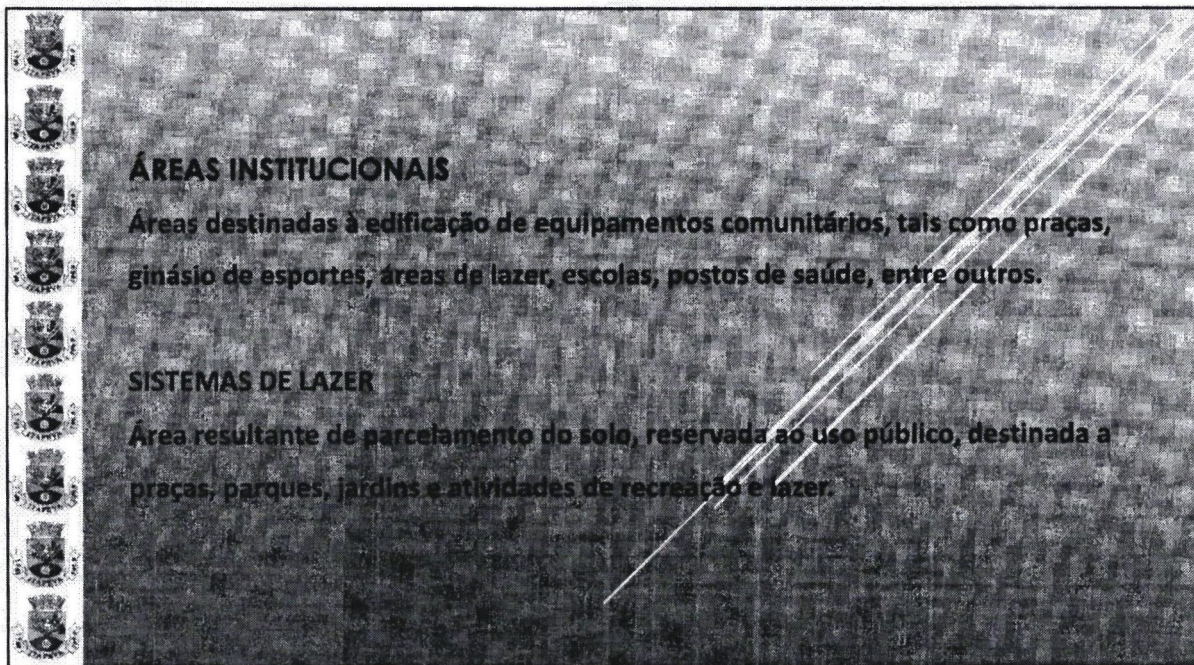 ÁREAS INSTITUCIONAIS
Áreas destinadas à edificação de equipamentos comunitários, tais como praças,
ginásio de esportes, áreas de lazer, escolas, postos de saúde, entre outros.
SISTEMAS DE LAZER
Área resultante de parcelamento do solo, reservada ao uso público, destinada a
praças, parques, jardins e atividades de recreação e lazer.